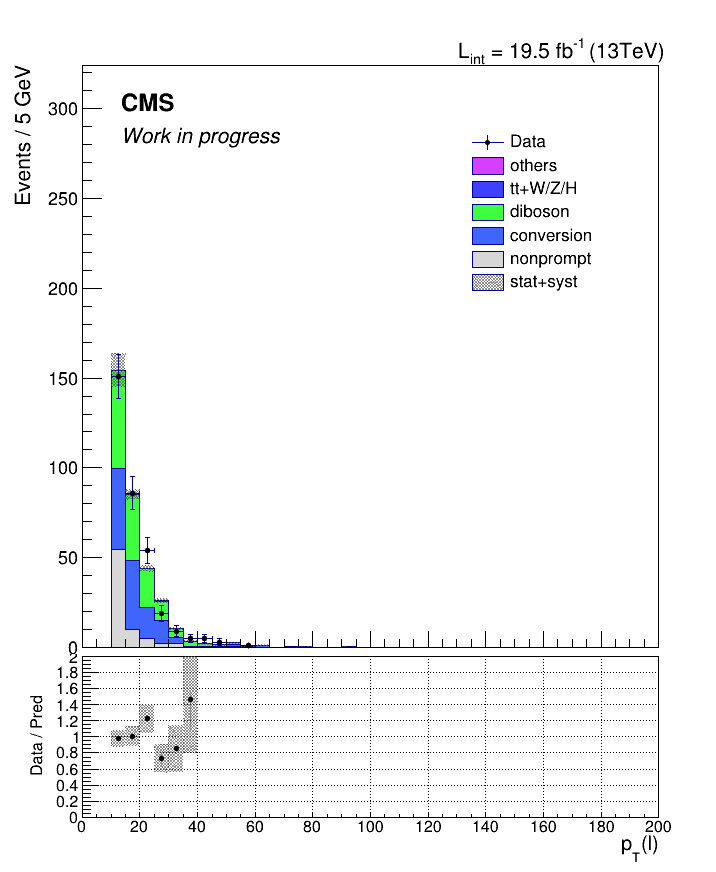 L_int = 19.5 fb^-1 (13TeV)
Events / 5 GeV
CMS
Work in progress
Data
others
tt+W/Z/H
diboson
conversion
nonprompt
stat+syst
300
250
200
150
100
50
0
Data / Pred
2
1.8
1.6
1.4
1.2
1
0.8
0.6
0.4
0.2
0
0 20 40 60 80 100 120 140 160 180 200
p_T(l)